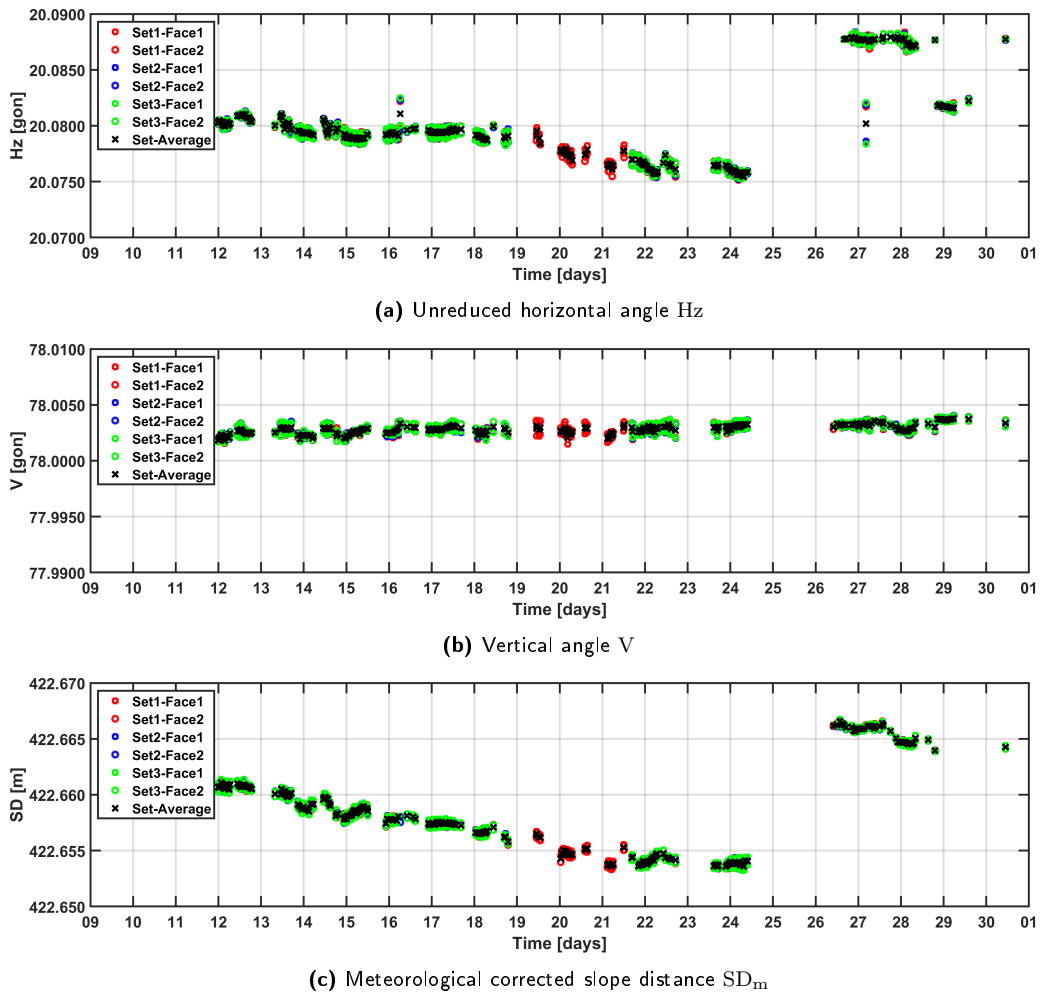 20.0900
20.0850
20.0800
20.0750
20.0700
Hz [gon]
Set1-Face1
Set1-Face2
Set2-Face1
Set2-Face2
Set3-Face1
Set3-Face2
Set-Average
09 10 11 12 13 14 15 16 17 18 19 20 21 22 23 24 25 26 27 28 29 30 01
Time [days]
(a) Unreduced horizontal angle Hz
78.0100
78.0050
78.0000
77.9950
77.9900
V [gon]
Set1-Face1
Set1-Face2
Set2-Face1
Set2-Face2
Set3-Face1
Set3-Face2
Set-Average
09 10 11 12 13 14 15 16 17 18 19 20 21 22 23 24 25 26 27 28 29 30 01
Time [days]
(b) Vertical angle V
422.670
422.665
422.660
422.655
422.650
SD [m]
Set1-Face1
Set1-Face2
Set2-Face1
Set2-Face2
Set3-Face1
Set3-Face2
Set-Average
09 10 11 12 13 14 15 16 17 18 19 20 21 22 23 24 25 26 27 28 29 30 01
Time [days]
(c) Meteorological corrected slope distance SDm